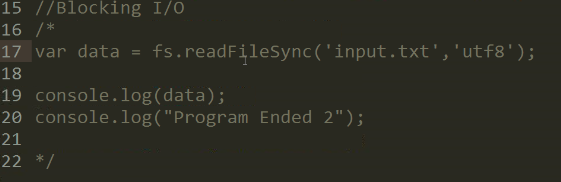 15 //Blocking I/O
16 /*
17 var data = fs.readFileSync('input.txt','utf8');
18
19 console.log(data);
20 console.log("Program Ended 2");
21
22 */